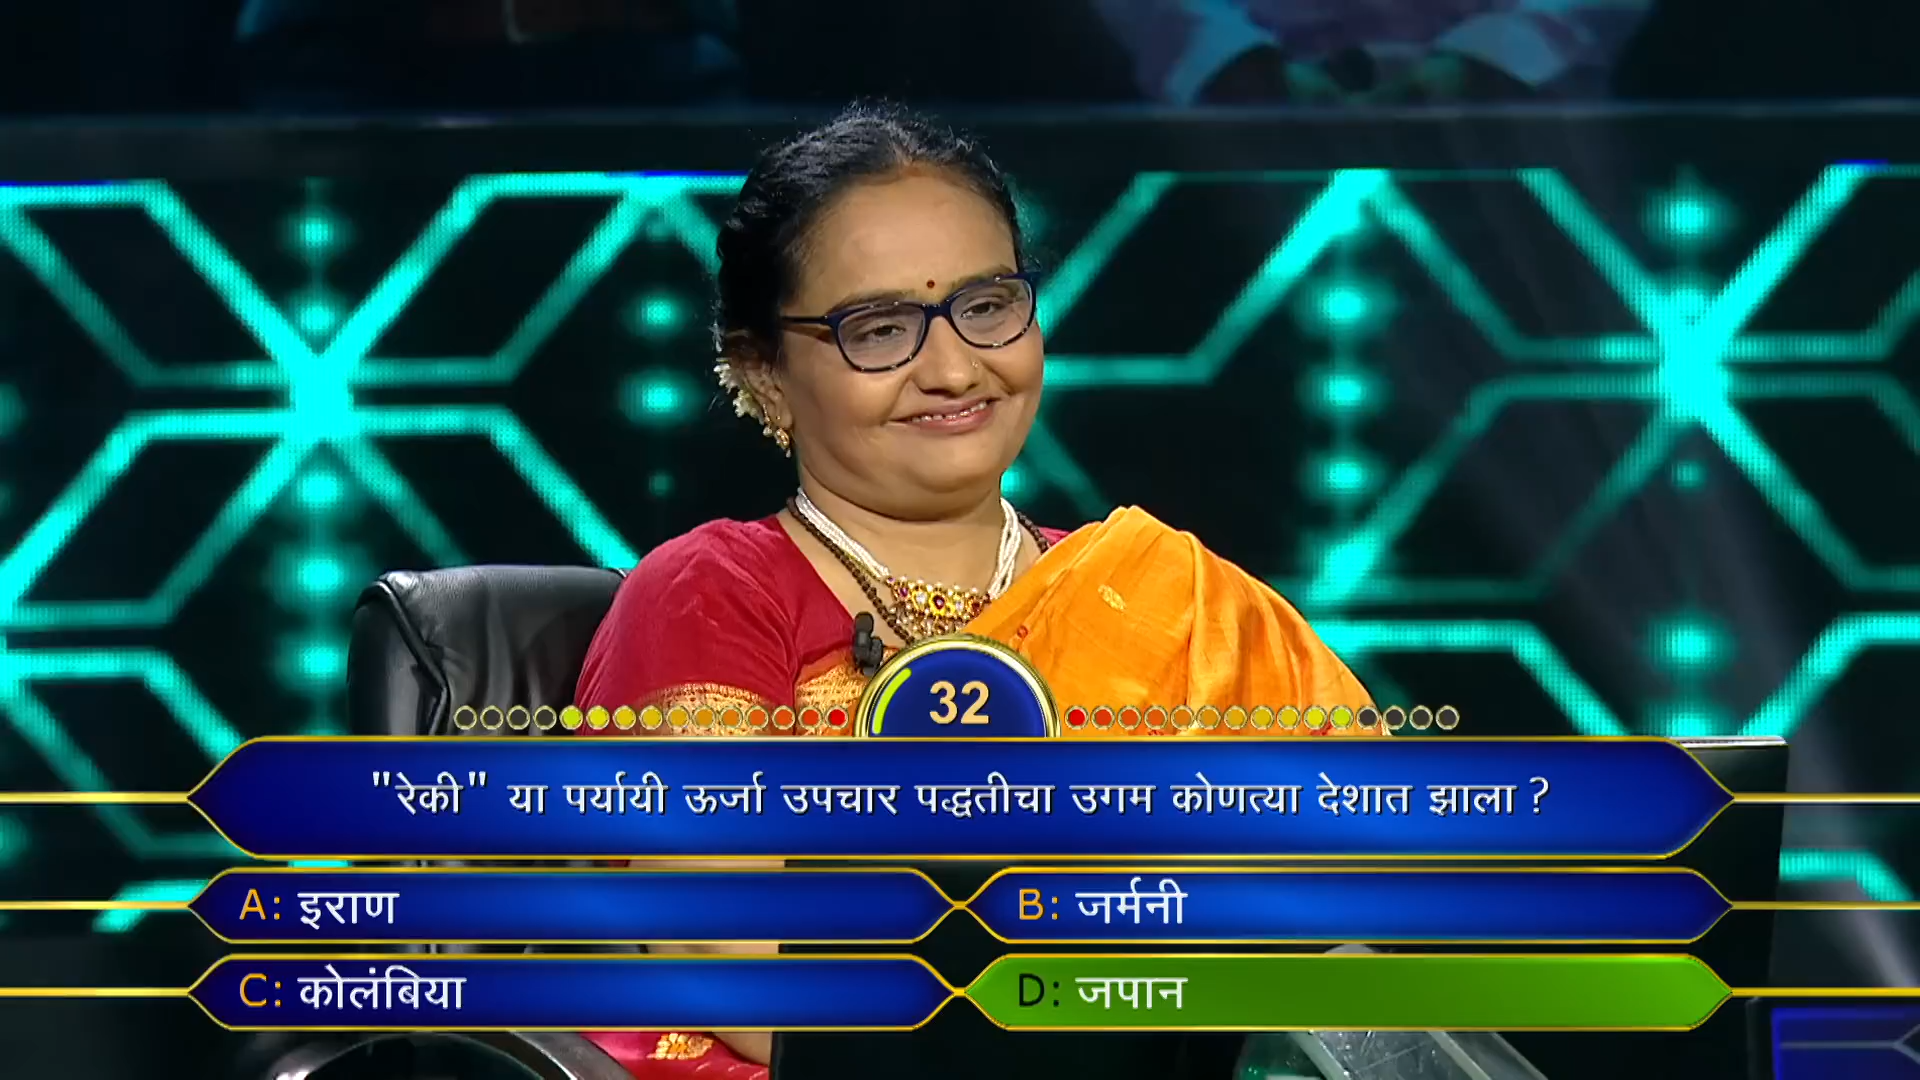 32
"रेकी" या पर्यायी ऊर्जा उपचार पद्धतीचा उगम कोणत्या देशात झाला ?
A: इराण
B: जर्मनी
C: कोलंबिया
D: जपान